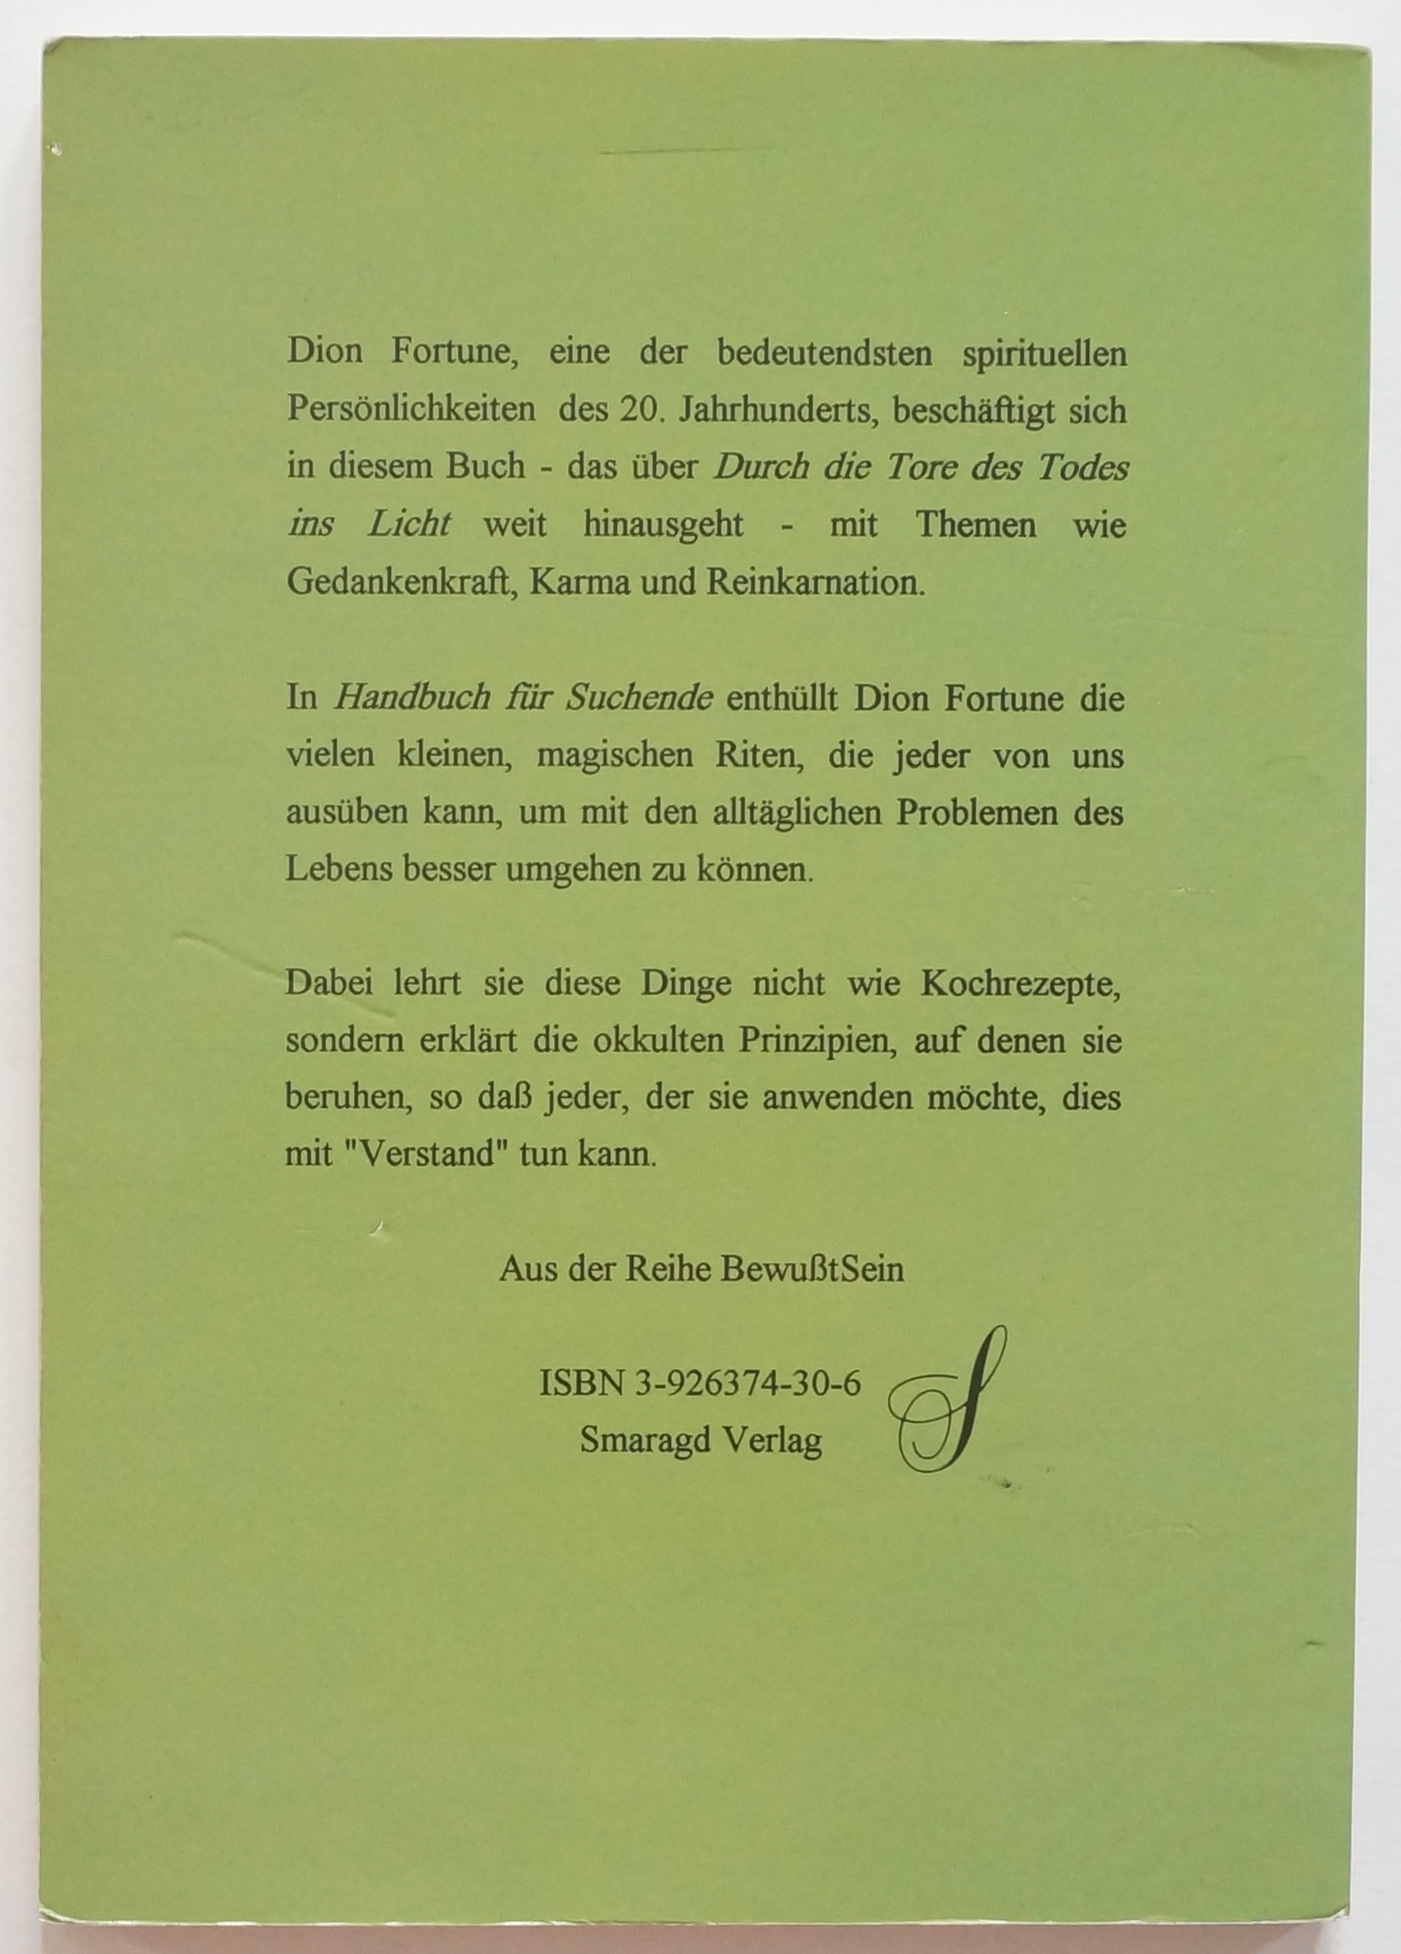 Dion Fortune, eine der bedeutendsten spirituellen
Persönlichkeiten des 20. Jahrhunderts, beschäftigt sich
in diesem Buch - das über Durch die Tore des Todes
ins Licht weit hinausgeht - mit Themen wie
Gedankenkraft, Karma und Reinkarnation.
In Handbuch für Suchende enthüllt Dion Fortune die
vielen kleinen, magischen Riten, die jeder von uns
ausüben kann, um mit den alltäglichen Problemen des
Lebens besser umgehen zu können.
Dabei lehrt sie diese Dinge nicht wie Kochrezepte,
sondern erklärt die okkulten Prinzipien, auf denen sie
beruhen, so daß jeder, der sie anwenden möchte, dies
mit "Verstand" tun kann.
Aus der Reihe BewußtSein
ISBN 3-926374-30-6
Smaragd Verlag
S